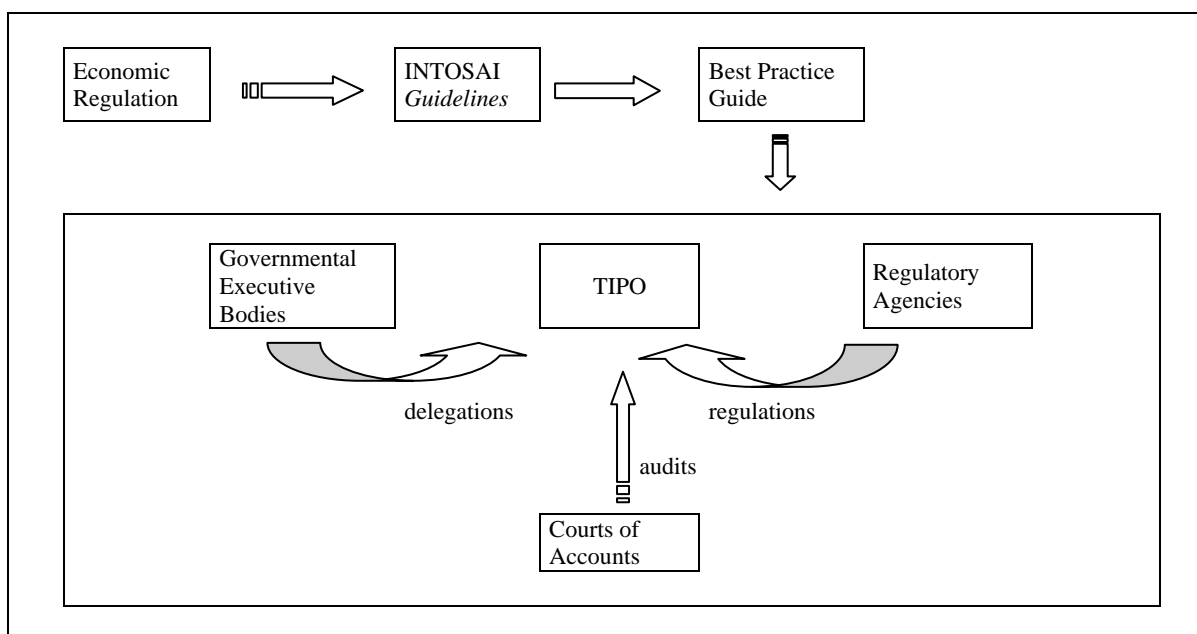 Economic
Regulation
INTOSAI
Guidelines
Best Practice
Guide
Governmental
Executive
Bodies
TIPO
Regulatory
Agencies
delegations
regulations
audits
Courts of
Accounts